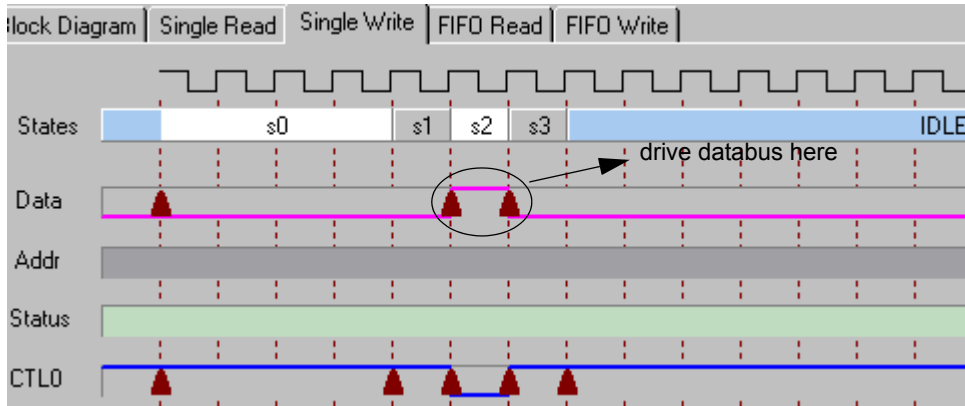 lock Diagram Single Read Single Write FIFO Read FIFO Write
States s0 s1 s2 s3 IDLE
drive databus here
Data
Addr
Status
CTL0